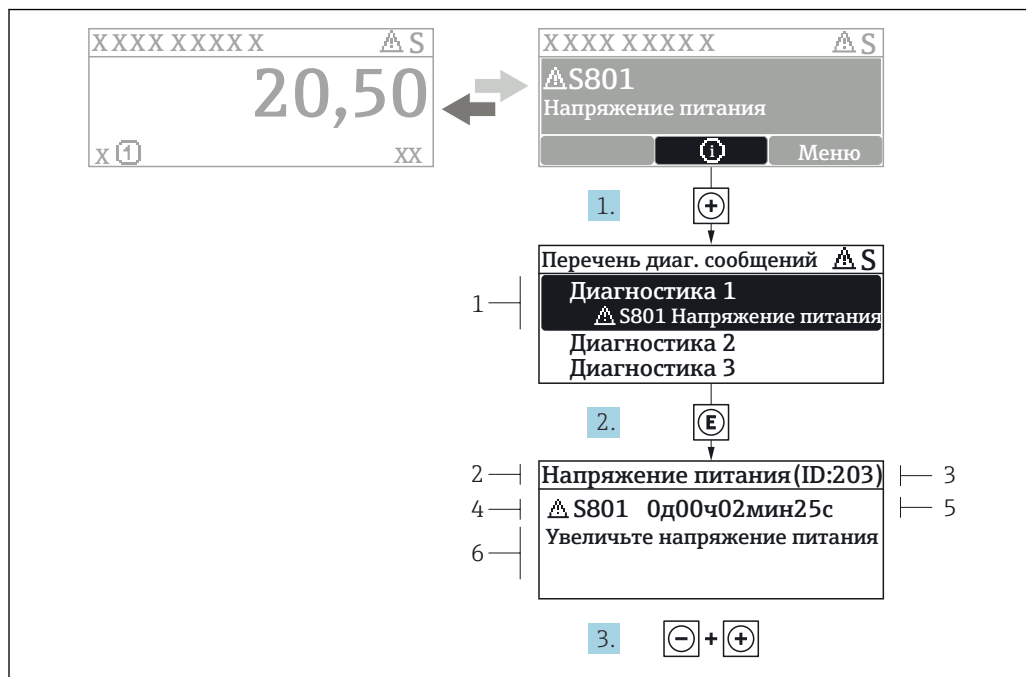 XXXX XXXXX S
20,50
X 1 XX
XXXX XXXXX S
S801
Напряжение питания
i Меню
1. +
Перечень диаг. сообщений S
1
Диагностика 1
S801 Напряжение питания
Диагностика 2
Диагностика 3
2. E
2 Напряжение питания (ID:203) 3
4 S801 0д00ч02мин25с 5
6 Увеличьте напряжение питания
3. - + +